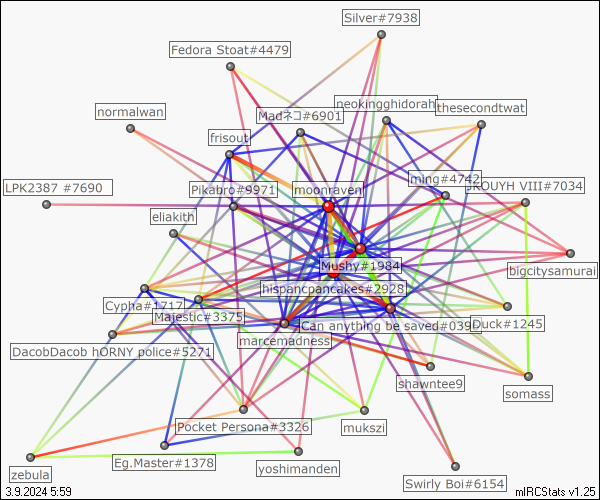 Silver#7938
Fedora Stoat#4479
normalwan
Madネコ#6901
neokingghidorah
thesecondtwat
frisout
LPK2387 #7690
Pikabro#9971
moonraven
ming#4742
JKOUYH VIII#7034
eliakith
Mushy#1984
bigcitysamurai
hispancpancakes#2928
Cypha#1717
Majestic#3375
Can anything be saved#039
Duck#1245
marcemadness
DacobDacob hORNY police#5271
shawntee9
somass
Pocket Persona#3326
mukszi
Eg.Master#1378
yoshimanden
zebula
Swirly Boi#6154
3.9.2024 5:59
mIRCStats v1.25